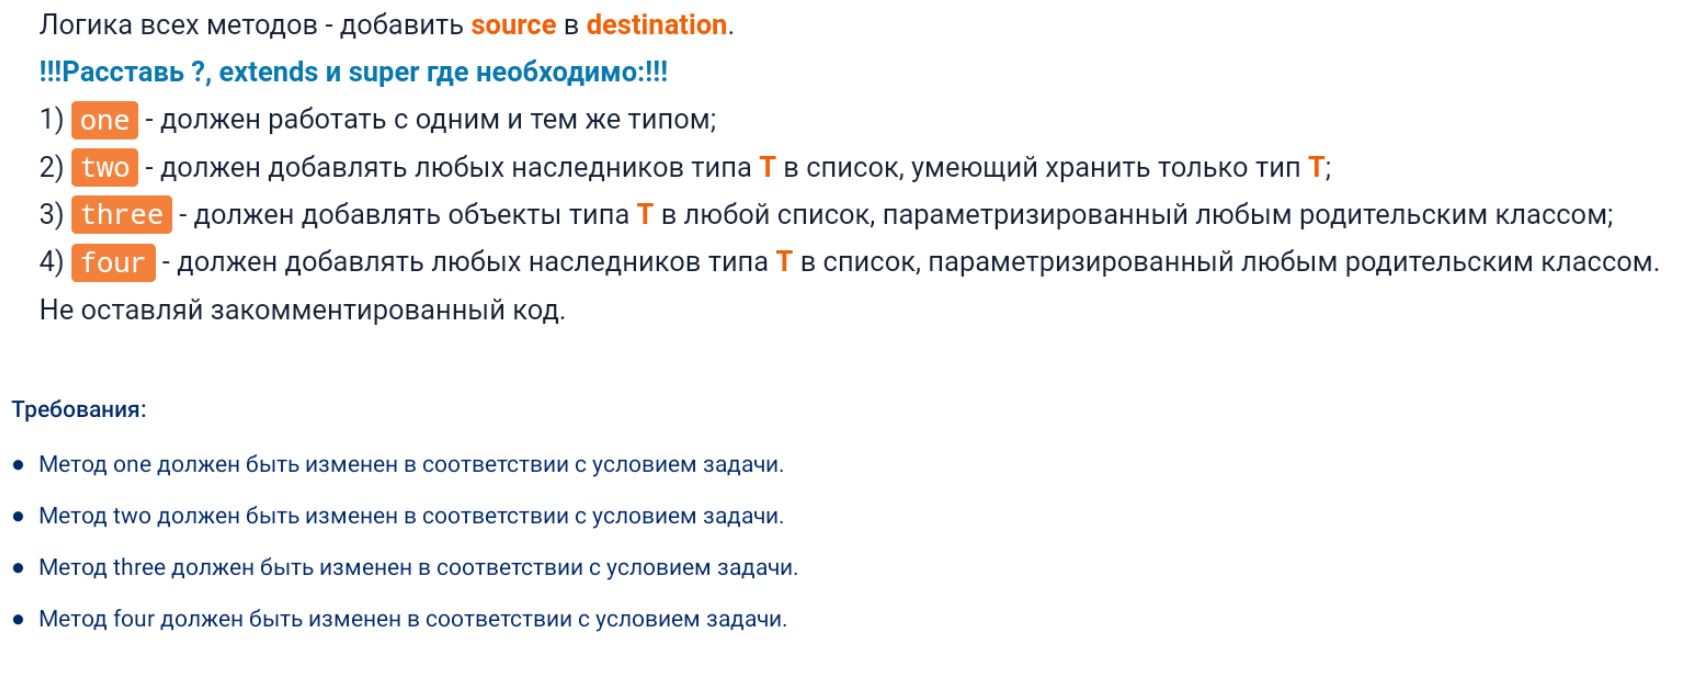 Логика всех методов - добавить source в destination.
!!!Расставь ?, extends и super где необходимо:!!!
1) one - должен работать с одним и тем же типом;
2) two - должен добавлять любых наследников типа T в список, умеющий хранить только тип T;
3) three - должен добавлять объекты типа T в любой список, параметризированный любым родительским классом;
4) four - должен добавлять любых наследников типа T в список, параметризированный любым родительским классом.
Не оставляй закомментированный код.
Требования:
● Метод one должен быть изменен в соответствии с условием задачи.
● Метод two должен быть изменен в соответствии с условием задачи.
● Метод three должен быть изменен в соответствии с условием задачи.
● Метод four должен быть изменен в соответствии с условием задачи.